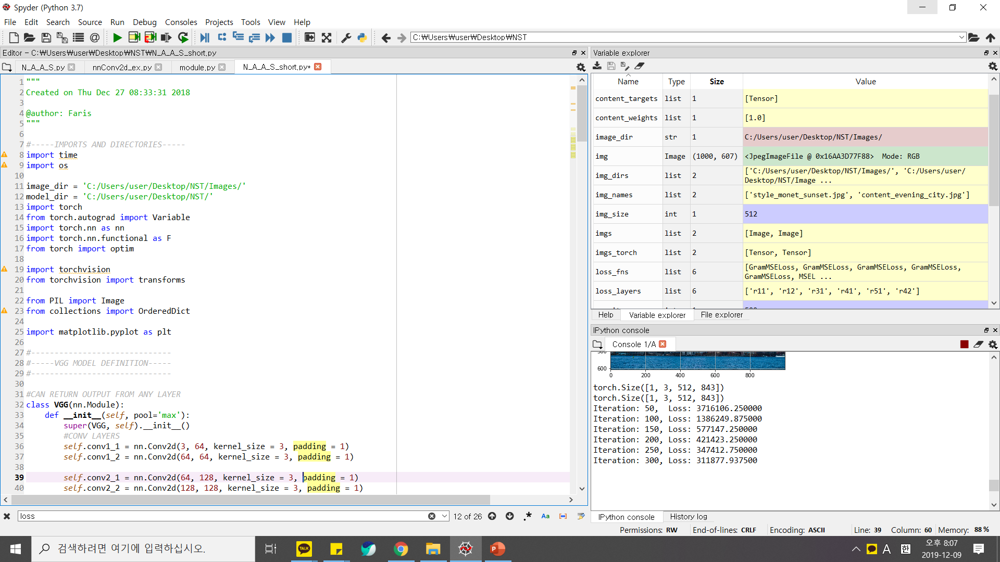 Spyder (Python 3.7)
File Edit Search Source Run Debug Consoles Projects Tools View Help
C:₩Users₩user₩Desktop₩NST
Editor - C:₩Users₩user₩Desktop₩NST₩N_A_A_S_short.py
N_A_A_S.py nnConv2d_ex.py module.py N_A_A_S_short.py*
1 """
2 Created on Thu Dec 27 08:33:31 2018
3
4 @author: Faris
5 """
6
7 #-----IMPORTS AND DIRECTORIES-----
8 import time
9 import os
10
11 image_dir = 'C:/Users/user/Desktop/NST/Images/'
12 model_dir = 'C:/Users/user/Desktop/NST/'
13 import torch
14 from torch.autograd import Variable
15 import torch.nn as nn
16 import torch.nn.functional as F
17 from torch import optim
18
19 import torchvision
20 from torchvision import transforms
21
22 from PIL import Image
23 from collections import OrderedDict
24
25 import matplotlib.pyplot as plt
26
27 #------------------------------
28 #-----VGG MODEL DEFINITION-----
29 #------------------------------
30
31 #CAN RETURN OUTPUT FROM ANY LAYER
32 class VGG(nn.Module):
33 def __init__(self, pool='max'):
34 super(VGG, self).__init__()
35 #CONV LAYERS
36 self.conv1_1 = nn.Conv2d(3, 64, kernel_size = 3, padding = 1)
37 self.conv1_2 = nn.Conv2d(64, 64, kernel_size = 3, padding = 1)
38
39 self.conv2_1 = nn.Conv2d(64, 128, kernel_size = 3, padding = 1)
40 self.conv2_2 = nn.Conv2d(128, 128, kernel_size = 3, padding = 1)
loss 12 of 26 .* Aa
Variable explorer
Name Type Size Value
content_targets list 1 [Tensor]
content_weights list 1 [1.0]
image_dir str 1 C:/Users/user/Desktop/NST/Images/
img Image (1000, 607) <JpegImageFile @ 0x16AA3D77F88> Mode: RGB
img_dirs list 2 ['C:/Users/user/Desktop/NST/Images/', 'C:/Users/user/
Desktop/NST/Image ...
img_names list 2 ['style_monet_sunset.jpg', 'content_evening_city.jpg']
img_size int 1 512
imgs list 2 [Image, Image]
imgs_torch list 2 [Tensor, Tensor]
loss_fns list 6 [GramMSELoss, GramMSELoss, GramMSELoss, GramMSELoss,
GramMSELoss, MSEL ...
loss_layers list 6 ['r11', 'r12', 'r31', 'r41', 'r51', 'r42']
Help Variable explorer File explorer
IPython console
Console 1/A
600
0 200 400 600 800
torch.Size([1, 3, 512, 843])
torch.Size([1, 3, 512, 843])
Iteration: 50, Loss: 3716106.250000
Iteration: 100, Loss: 1386249.875000
Iteration: 150, Loss: 577147.250000
Iteration: 200, Loss: 421423.250000
Iteration: 250, Loss: 347412.750000
Iteration: 300, Loss: 311877.937500
IPython console History log
Permissions: RW End-of-lines: CRLF Encoding: ASCII Line: 39 Column: 60 Memory: 88 %
검색하려면 여기에 입력하십시오.
TALK
A 한
오후 8:07
2019-12-09